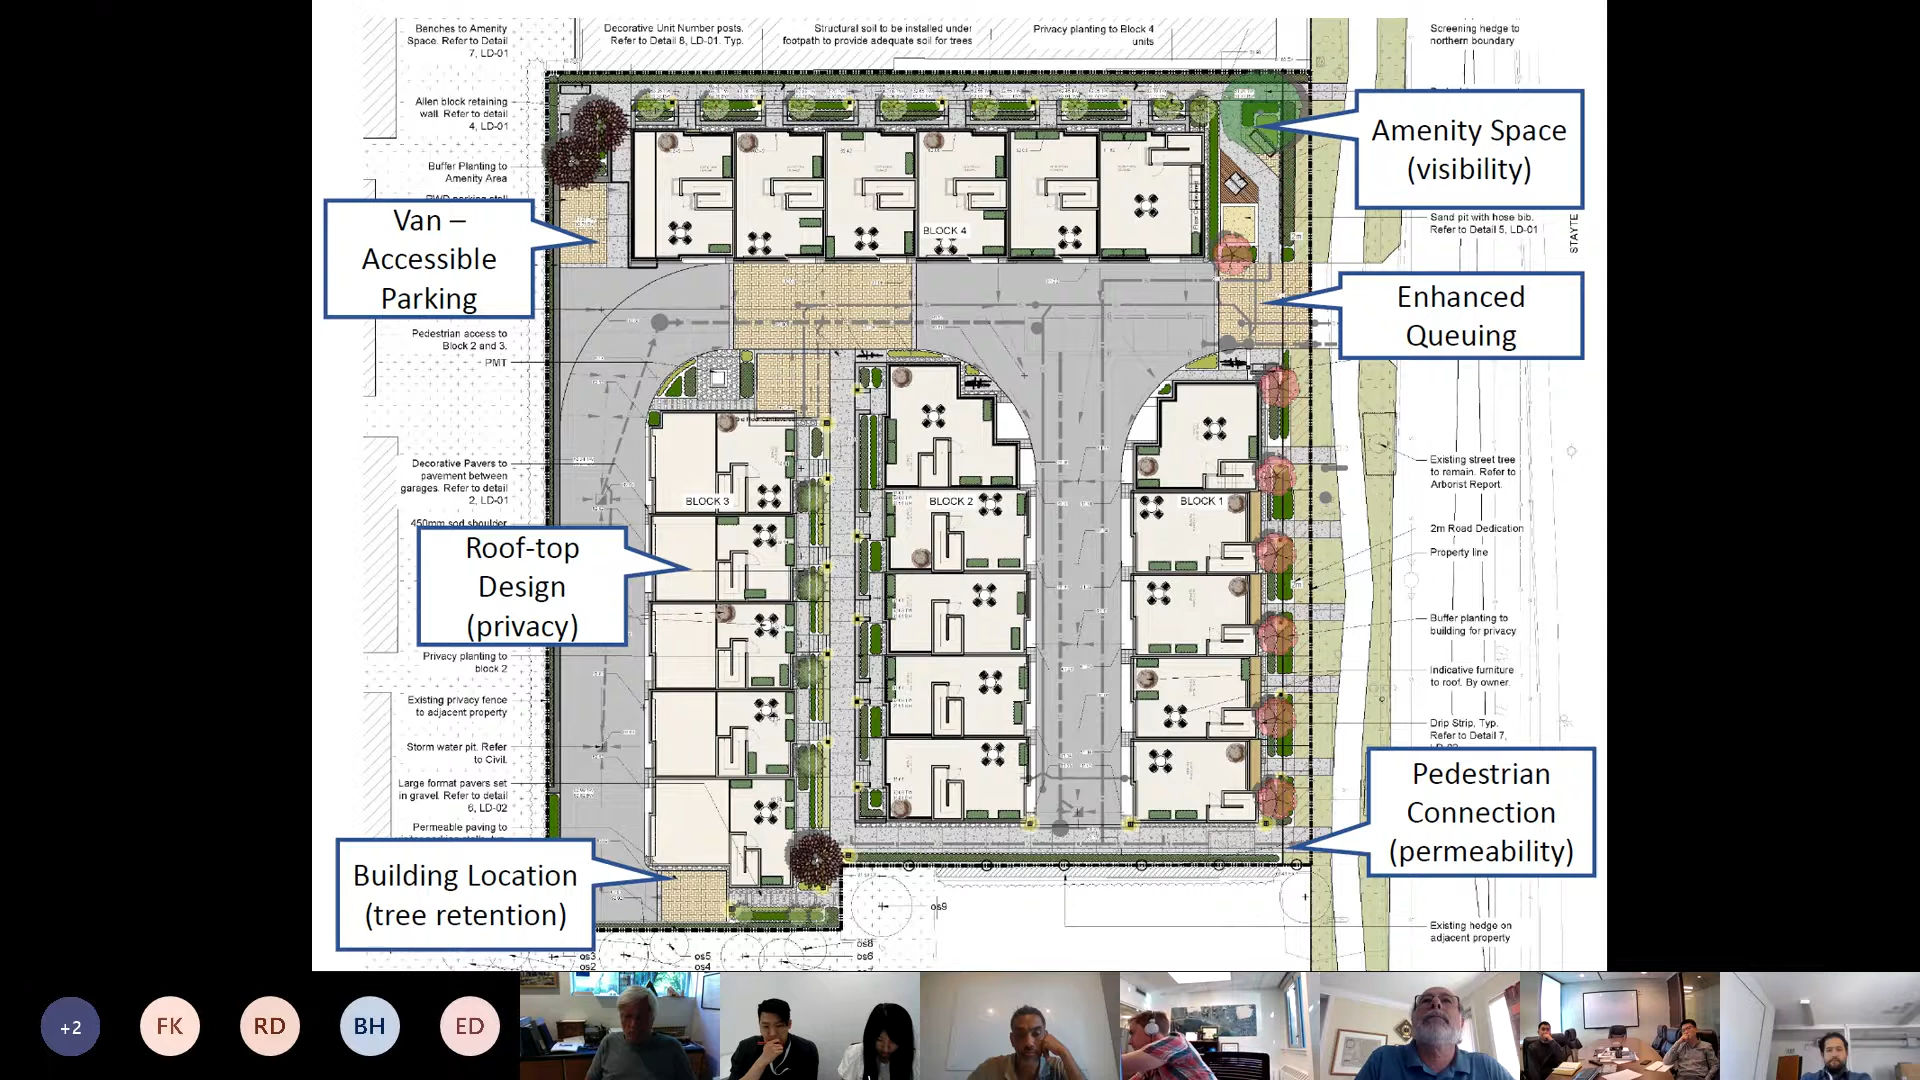 Benches to Amenity
Space. Refer to Detail
7, LD-01
Decorative Unit Number posts.
Refer to Detail 8, LD-01. Typ.
Structural soil to be installed under
footpath to provide adequate soil for trees
Privacy planting to Block 4
units
Screening hedge to
northern boundary
Allen block retaining
wall. Refer to detail
4, LD-01
Buffer Planting to
Amenity Area
Van –
Accessible
Parking
Pedestrian access to
Block 2 and 3.
PMT
Decorative Pavers to
pavement between
garages. Refer to detail
2, LD-01
450mm sod shoulder
Roof-top
Design
(privacy)
Privacy planting to
block 2
Existing privacy fence
to adjacent property
Storm water pit. Refer
to Civil.
Large format pavers set
in gravel. Refer to detail
6, LD-02
Permeable paving to
Building Location
(tree retention)
BLOCK 4
BLOCK 3
BLOCK 2
BLOCK 1
Amenity Space
(visibility)
Sand pit with hose bib.
Refer to Detail 5, LD-01
STAYTE
Enhanced
Queuing
Existing street tree
to remain. Refer to
Arborist Report.
2m Road Dedication
Property line
2m
Buffer planting to
building for privacy
Indicative furniture
to roof. By owner.
Drip Strip, Typ.
Refer to Detail 7,
Pedestrian
Connection
(permeability)
Existing hedge on
adjacent property
os9
os8
os6
os3
os2
os5
os4
+2
FK
RD
BH
ED